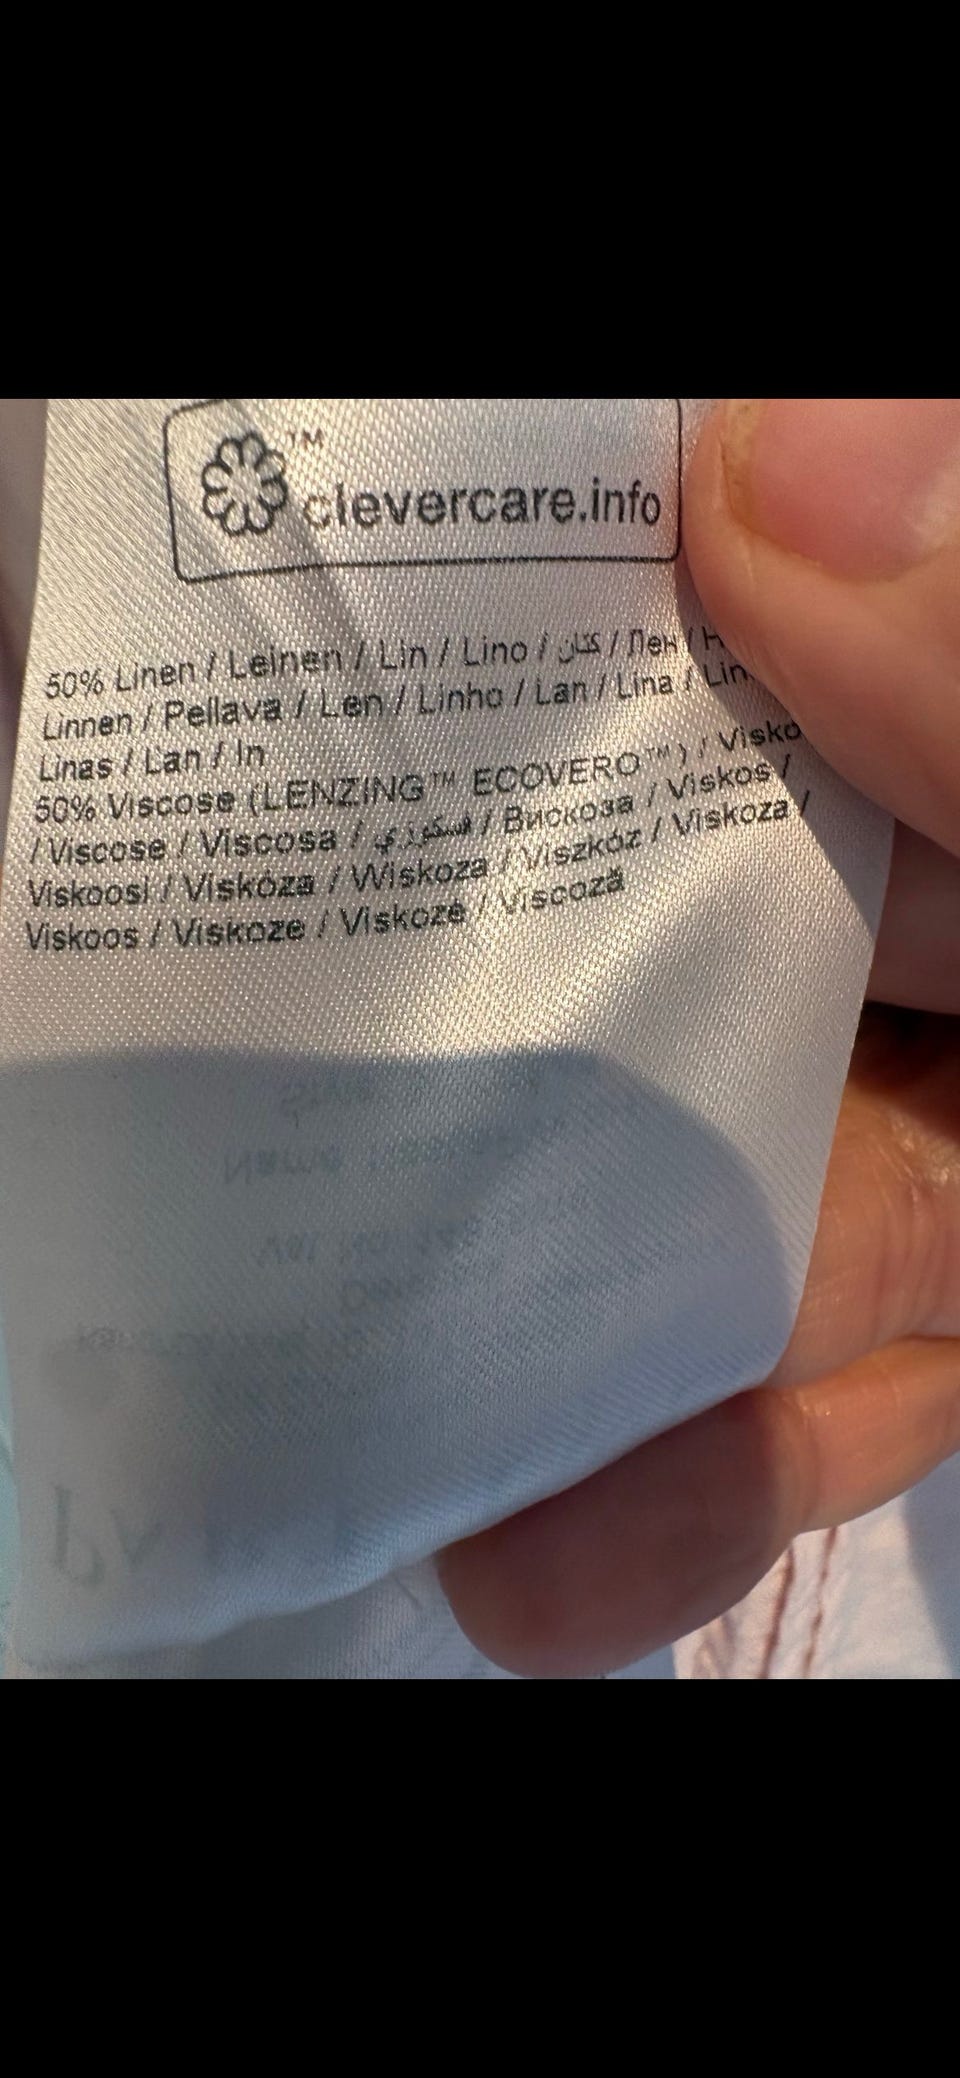 TM
clevercare.info
50% Linen / Leinen / Lin / Lino / كتان / Лен /
Linnen / Pellava / Len / Linho / Lan / Lina /
Linas / Lan / In
50% Viscose (LENZING™ ECOVERO™) /
/ Viscose / Viscosa / فسكوزي / Вискоза / Viskos /
Viskoosi / Viskóza / Wiskoza / Viszkóz / Viskoza /
Viskoos / Viskoze / Viskozė / Viscoză